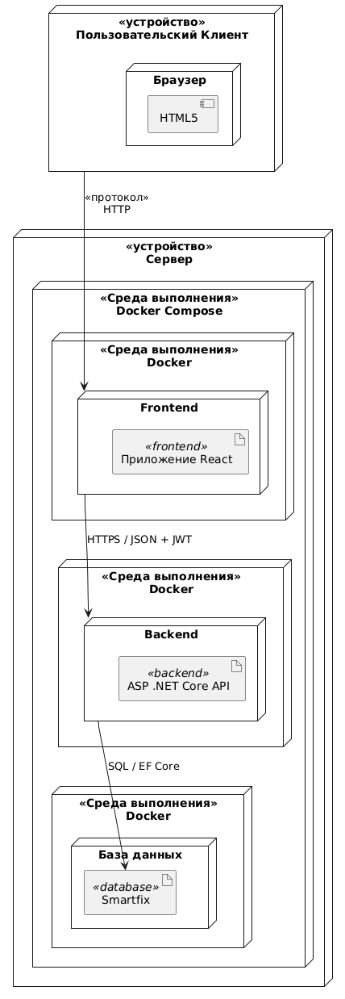 «устройство»
Пользовательский Клиент
Браузер
HTML5
«протокол»
HTTP
«устройство»
Сервер
«Среда выполнения»
Docker Compose
«Среда выполнения»
Docker
Frontend
«frontend»
Приложение React
HTTPS / JSON + JWT
«Среда выполнения»
Docker
Backend
«backend»
ASP .NET Core API
SQL / EF Core
«Среда выполнения»
Docker
База данных
«database»
Smartfix